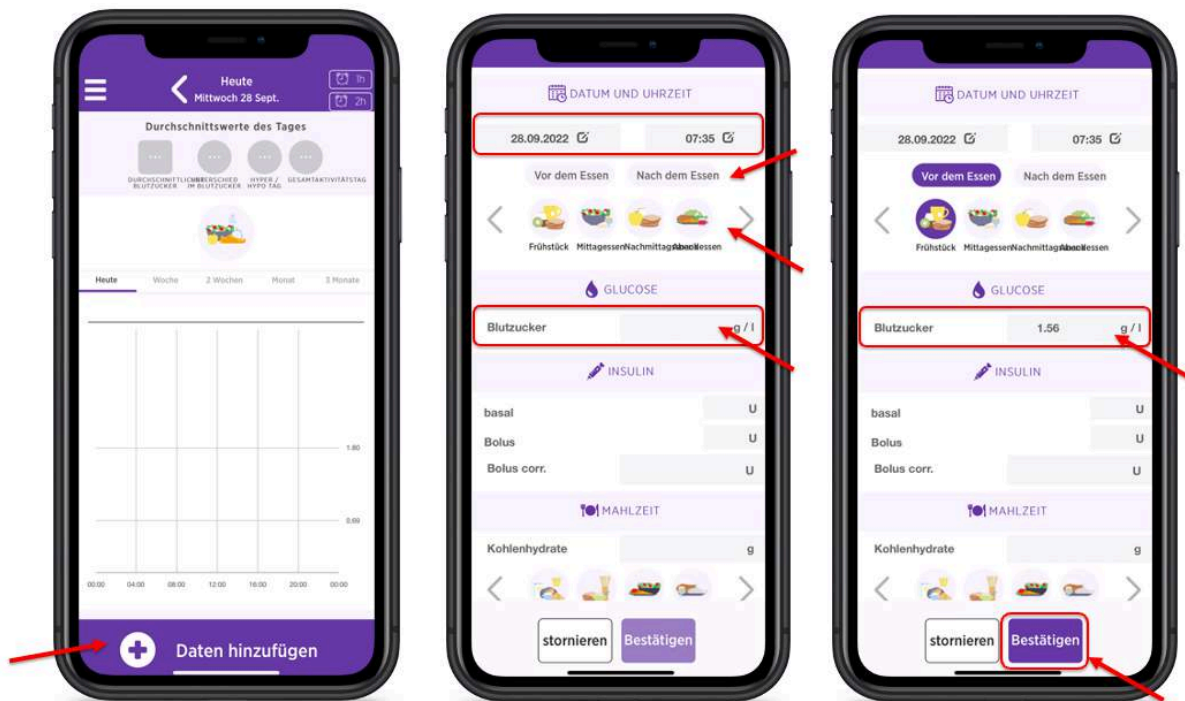 Heute
Mittwoch 28 Sept.
1h
2h
Durchschnittswerte des Tages
HYPER /
HYPO TAG
GESAMTAKTIVITÄTSTAG
BLUTZUCKER
IM BLUTZUCKER
Heute Woche 2 Wochen Monat 3 Monate
1.80
0.60
00:00 04:00 08:00 12:00 16:00 20:00 00:00
Daten hinzufügen
DATUM UND UHRZEIT
28.09.2022 07:35
Vor dem Essen Nach dem Essen
Frühstück Mittagessen
GLUCOSE
Blutzucker g / l
INSULIN
basal U
Bolus U
Bolus corr. U
MAHLZEIT
Kohlenhydrate g
stornieren Bestätigen
DATUM UND UHRZEIT
28.09.2022 07:35
Vor dem Essen Nach dem Essen
Frühstück Mittagessen
GLUCOSE
Blutzucker 1.56 g / l
INSULIN
basal U
Bolus U
Bolus corr. U
MAHLZEIT
Kohlenhydrate g
stornieren Bestätigen